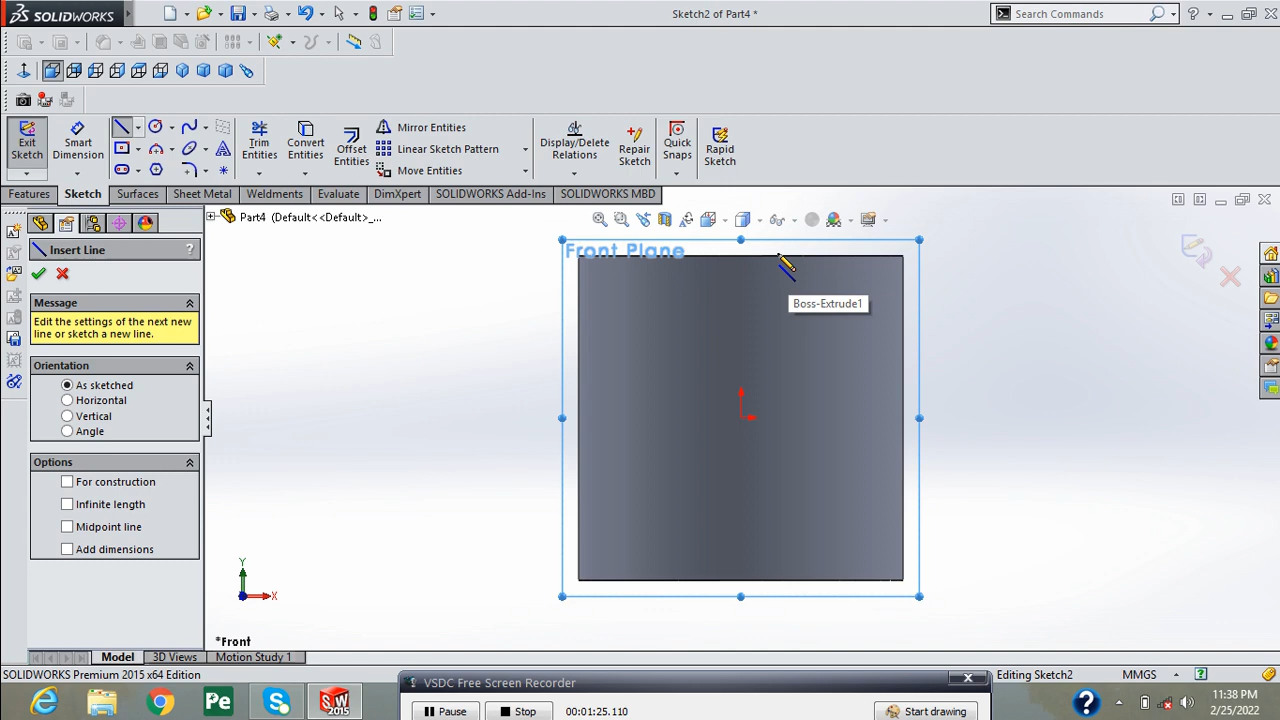 SOLIDWORKS
Sketch2 of Part4 *
Search Commands
Exit Sketch
Smart Dimension
Trim Entities
Convert Entities
Offset Entities
Mirror Entities
Linear Sketch Pattern
Move Entities
Display/Delete Relations
Repair Sketch
Quick Snaps
Rapid Sketch
Features
Sketch
Surfaces
Sheet Metal
Weldments
Evaluate
DimXpert
SOLIDWORKS Add-Ins
SOLIDWORKS MBD
Part4 (Default<<Default>_...
Insert Line
?
Message
Edit the settings of the next new
line or sketch a new line.
Orientation
As sketched
Horizontal
Vertical
Angle
Options
For construction
Infinite length
Midpoint line
Add dimensions
Front Plane
Boss-Extrude1
Y
X
*Front
Model
3D Views
Motion Study 1
SOLIDWORKS Premium 2015 x64 Edition
Editing Sketch2
MMGS
VSDC Free Screen Recorder
Pause
Stop
00:01:25.110
Start drawing
Pe
SW
2015
11:38 PM
2/25/2022